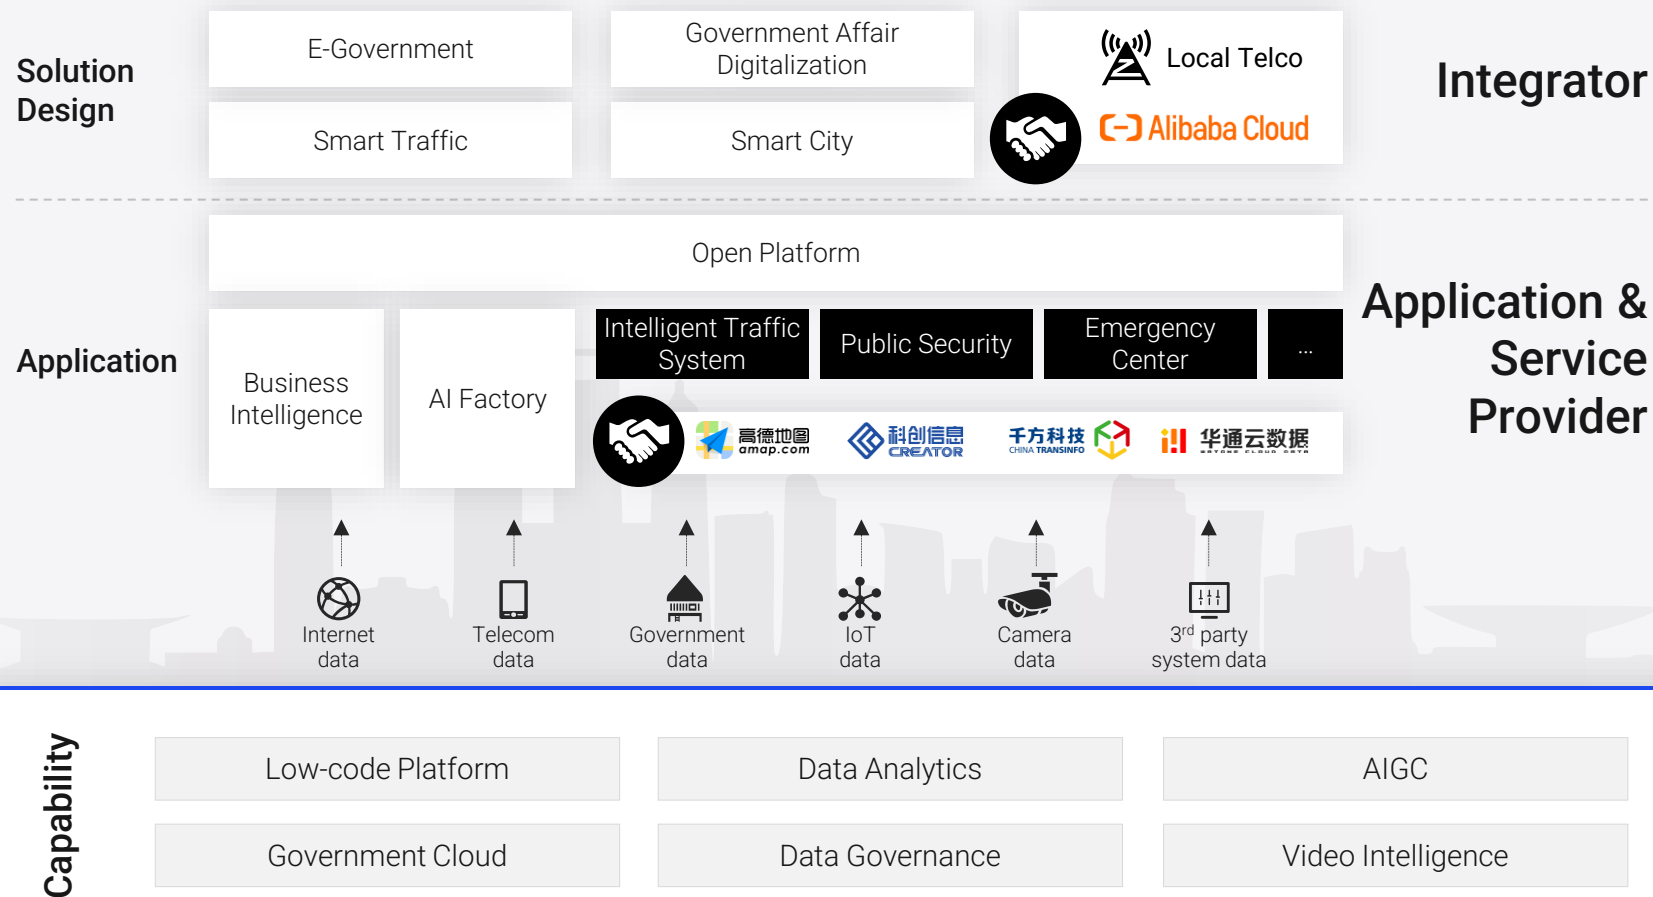 Solution
Design
E-Government
Government Affair
Digitalization
Smart Traffic
Smart City
Local Telco
Alibaba Cloud
Integrator
Application
Open Platform
Business
Intelligence
AI Factory
Intelligent Traffic
System
Public Security
Emergency
Center
...
高德地图
amap.com
科创信息
CREATOR
千方科技
CHINA TRANSINFO
华通云数据
Application &
Service
Provider
Internet
data
Telecom
data
Government
data
IoT
data
Camera
data
3rd party
system data
Capability
Low-code Platform
Data Analytics
AIGC
Government Cloud
Data Governance
Video Intelligence